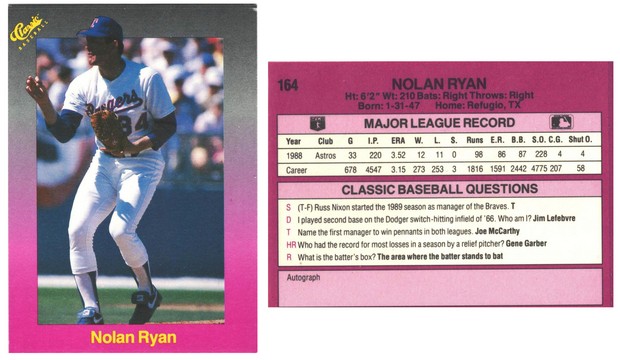 Classic
BASEBALL
T
Rangers
34
Nolan Ryan
164
NOLAN RYAN
Ht: 6'2" Wt: 210 Bats: Right Throws: Right
Born: 1-31-47 Home: Refugio, TX
MAJOR LEAGUE RECORD
Year Club G I.P. ERA W. L. S. Runs E.R. B.B. S.O. C.G. Shut O.
1988 Astros 33 220 3.52 12 11 0 98 86 87 228 4 4
Career 678 4547 3.15 273 253 3 1816 1591 2442 4775 207 58
CLASSIC BASEBALL QUESTIONS
S (T-F) Russ Nixon started the 1989 season as manager of the Braves. T
D I played second base on the Dodger switch-hitting infield of '66. Who am I? Jim Lefebvre
T Name the first manager to win pennants in both leagues. Joe McCarthy
HR Who had the record for most losses in a season by a relief pitcher? Gene Garber
R What is the batter's box? The area where the batter stands to bat
Autograph